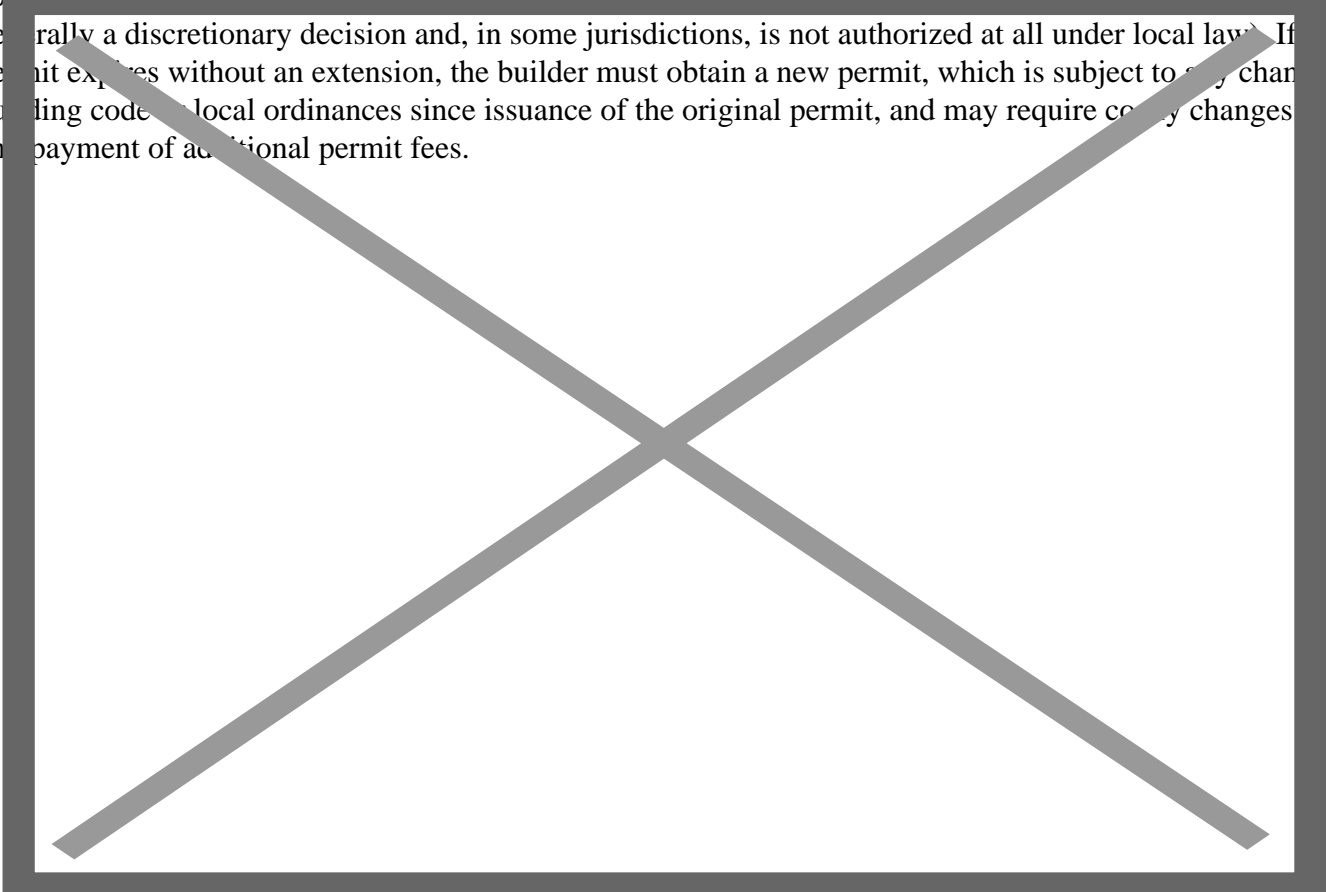 a discretionary decision and, in some jurisdictions, is not authorized at all under local law). If
without an extension, the builder must obtain a new permit, which is subject to
code local ordinances since issuance of the original permit, and may require changes
payment of additional permit fees.